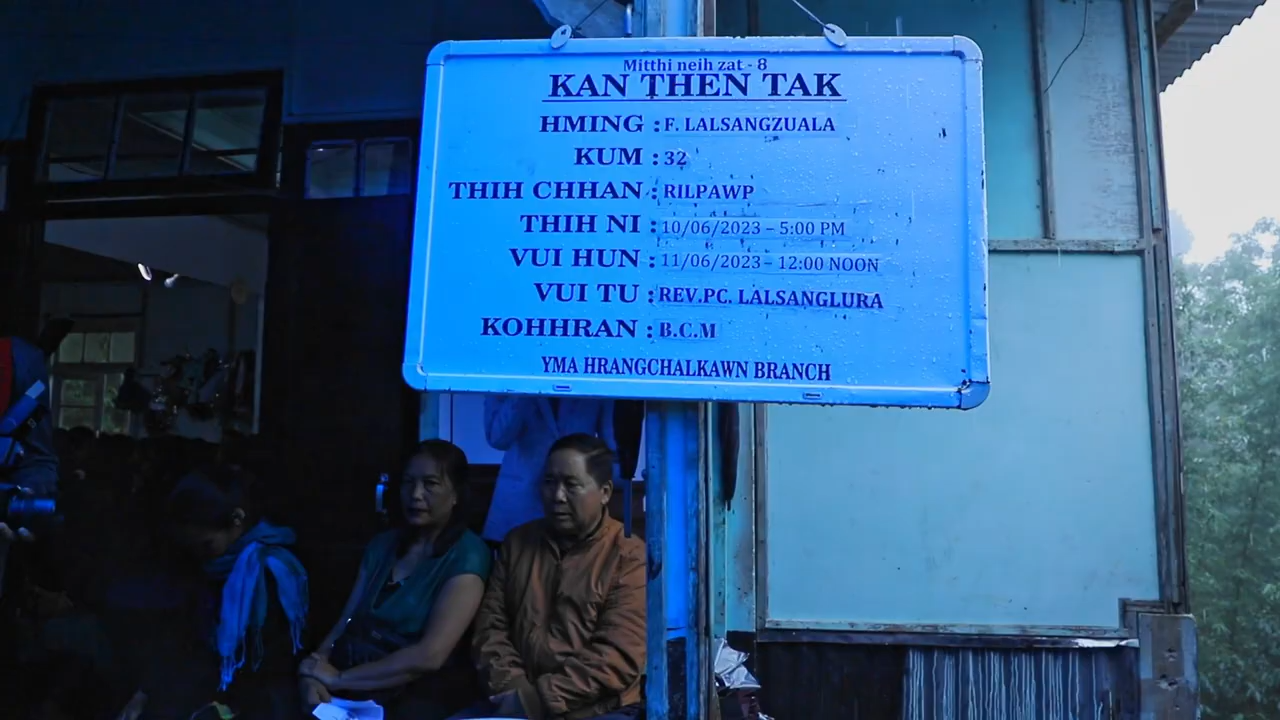 Mitthi neih zat - 8
KAN THEN TAK
HMING : F. LALSANGZUALA
KUM : 32
THIH CHHAN : RILPAWP
THIH NI : 10/06/2023 – 5:00 PM
VUI HUN : 11/06/2023 – 12:00 NOON
VUI TU : REV.PC. LALSANGLURA
KOHHRAN : B.C.M
YMA HRANGCHALKAWN BRANCH